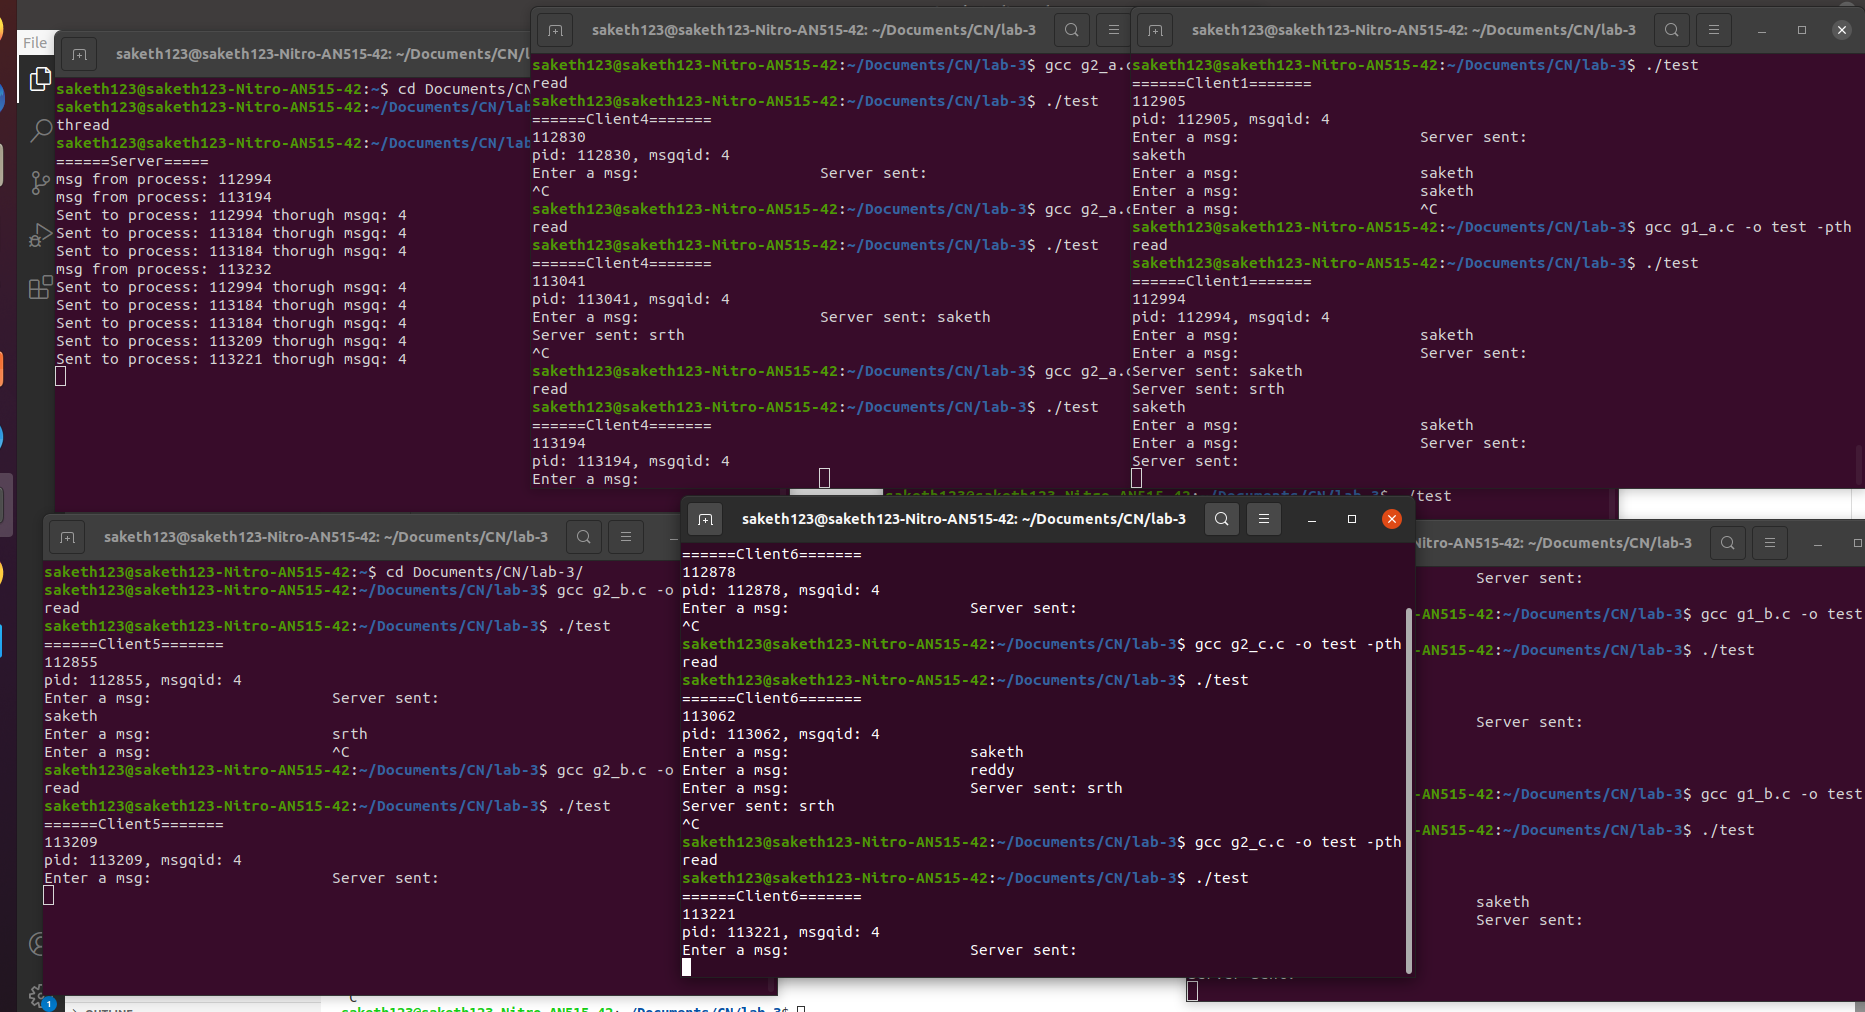 File
saketh123@saketh123-Nitro-AN515-42: ~/Documents/CN/l
saketh123@saketh123-Nitro-AN515-42:~$ cd Documents/CN
saketh123@saketh123-Nitro-AN515-42:~/Documents/CN/lab
thread
saketh123@saketh123-Nitro-AN515-42:~/Documents/CN/lab
======Server=====
msg from process: 112994
msg from process: 113194
Sent to process: 112994 thorugh msgq: 4
Sent to process: 113184 thorugh msgq: 4
Sent to process: 113184 thorugh msgq: 4
msg from process: 113232
Sent to process: 112994 thorugh msgq: 4
Sent to process: 113184 thorugh msgq: 4
Sent to process: 113184 thorugh msgq: 4
Sent to process: 113209 thorugh msgq: 4
Sent to process: 113221 thorugh msgq: 4
saketh123@saketh123-Nitro-AN515-42: ~/Documents/CN/lab-3
saketh123@saketh123-Nitro-AN515-42:~/Documents/CN/lab-3$ gcc g2_a.c
read
saketh123@saketh123-Nitro-AN515-42:~/Documents/CN/lab-3$ ./test
======Client4=======
112830
pid: 112830, msgqid: 4
Enter a msg: Server sent:
^C
saketh123@saketh123-Nitro-AN515-42:~/Documents/CN/lab-3$ gcc g2_a.c
read
saketh123@saketh123-Nitro-AN515-42:~/Documents/CN/lab-3$ ./test
======Client4=======
113041
pid: 113041, msgqid: 4
Enter a msg: Server sent: saketh
Server sent: srth
^C
saketh123@saketh123-Nitro-AN515-42:~/Documents/CN/lab-3$ gcc g2_a.c
read
saketh123@saketh123-Nitro-AN515-42:~/Documents/CN/lab-3$ ./test
======Client4=======
113194
pid: 113194, msgqid: 4
Enter a msg:
saketh123@saketh123-Nitro-AN515-42: ~/Documents/CN/lab-3
saketh123@saketh123-Nitro-AN515-42:~/Documents/CN/lab-3$ ./test
======Client1=======
112905
pid: 112905, msgqid: 4
Enter a msg: Server sent:
saketh
Enter a msg: saketh
Enter a msg: saketh
Enter a msg: ^C
saketh123@saketh123-Nitro-AN515-42:~/Documents/CN/lab-3$ gcc g1_a.c -o test -pth
read
saketh123@saketh123-Nitro-AN515-42:~/Documents/CN/lab-3$ ./test
======Client1=======
112994
pid: 112994, msgqid: 4
Enter a msg: saketh
Enter a msg: Server sent:
Server sent: saketh
Server sent: srth
saketh
Enter a msg: saketh
Enter a msg: Server sent:
Server sent:
saketh123@saketh123-Nitro-AN515-42: ~/Documents/CN/lab-3
saketh123@saketh123-Nitro-AN515-42:~$ cd Documents/CN/lab-3/
saketh123@saketh123-Nitro-AN515-42:~/Documents/CN/lab-3$ gcc g2_b.c -o
read
saketh123@saketh123-Nitro-AN515-42:~/Documents/CN/lab-3$ ./test
======Client5=======
112855
pid: 112855, msgqid: 4
Enter a msg: Server sent:
saketh
Enter a msg: srth
Enter a msg: ^C
saketh123@saketh123-Nitro-AN515-42:~/Documents/CN/lab-3$ gcc g2_b.c -o
read
saketh123@saketh123-Nitro-AN515-42:~/Documents/CN/lab-3$ ./test
======Client5=======
113209
pid: 113209, msgqid: 4
Enter a msg: Server sent:
saketh123@saketh123-Nitro-AN515-42: ~/Documents/CN/lab-3
======Client6=======
112878
pid: 112878, msgqid: 4
Enter a msg: Server sent:
^C
saketh123@saketh123-Nitro-AN515-42:~/Documents/CN/lab-3$ gcc g2_c.c -o test -pth
read
saketh123@saketh123-Nitro-AN515-42:~/Documents/CN/lab-3$ ./test
======Client6=======
113062
pid: 113062, msgqid: 4
Enter a msg: saketh
Enter a msg: reddy
Enter a msg: Server sent: srth
Server sent: srth
^C
saketh123@saketh123-Nitro-AN515-42:~/Documents/CN/lab-3$ gcc g2_c.c -o test -pth
read
saketh123@saketh123-Nitro-AN515-42:~/Documents/CN/lab-3$ ./test
======Client6=======
113221
pid: 113221, msgqid: 4
Enter a msg: Server sent:
Nitro-AN515-42: ~/Documents/CN/lab-3
Server sent:
-AN515-42:~/Documents/CN/lab-3$ gcc g1_b.c -o test
-AN515-42:~/Documents/CN/lab-3$ ./test
Server sent:
-AN515-42:~/Documents/CN/lab-3$ gcc g1_b.c -o test
-AN515-42:~/Documents/CN/lab-3$ ./test
saketh
Server sent:
1